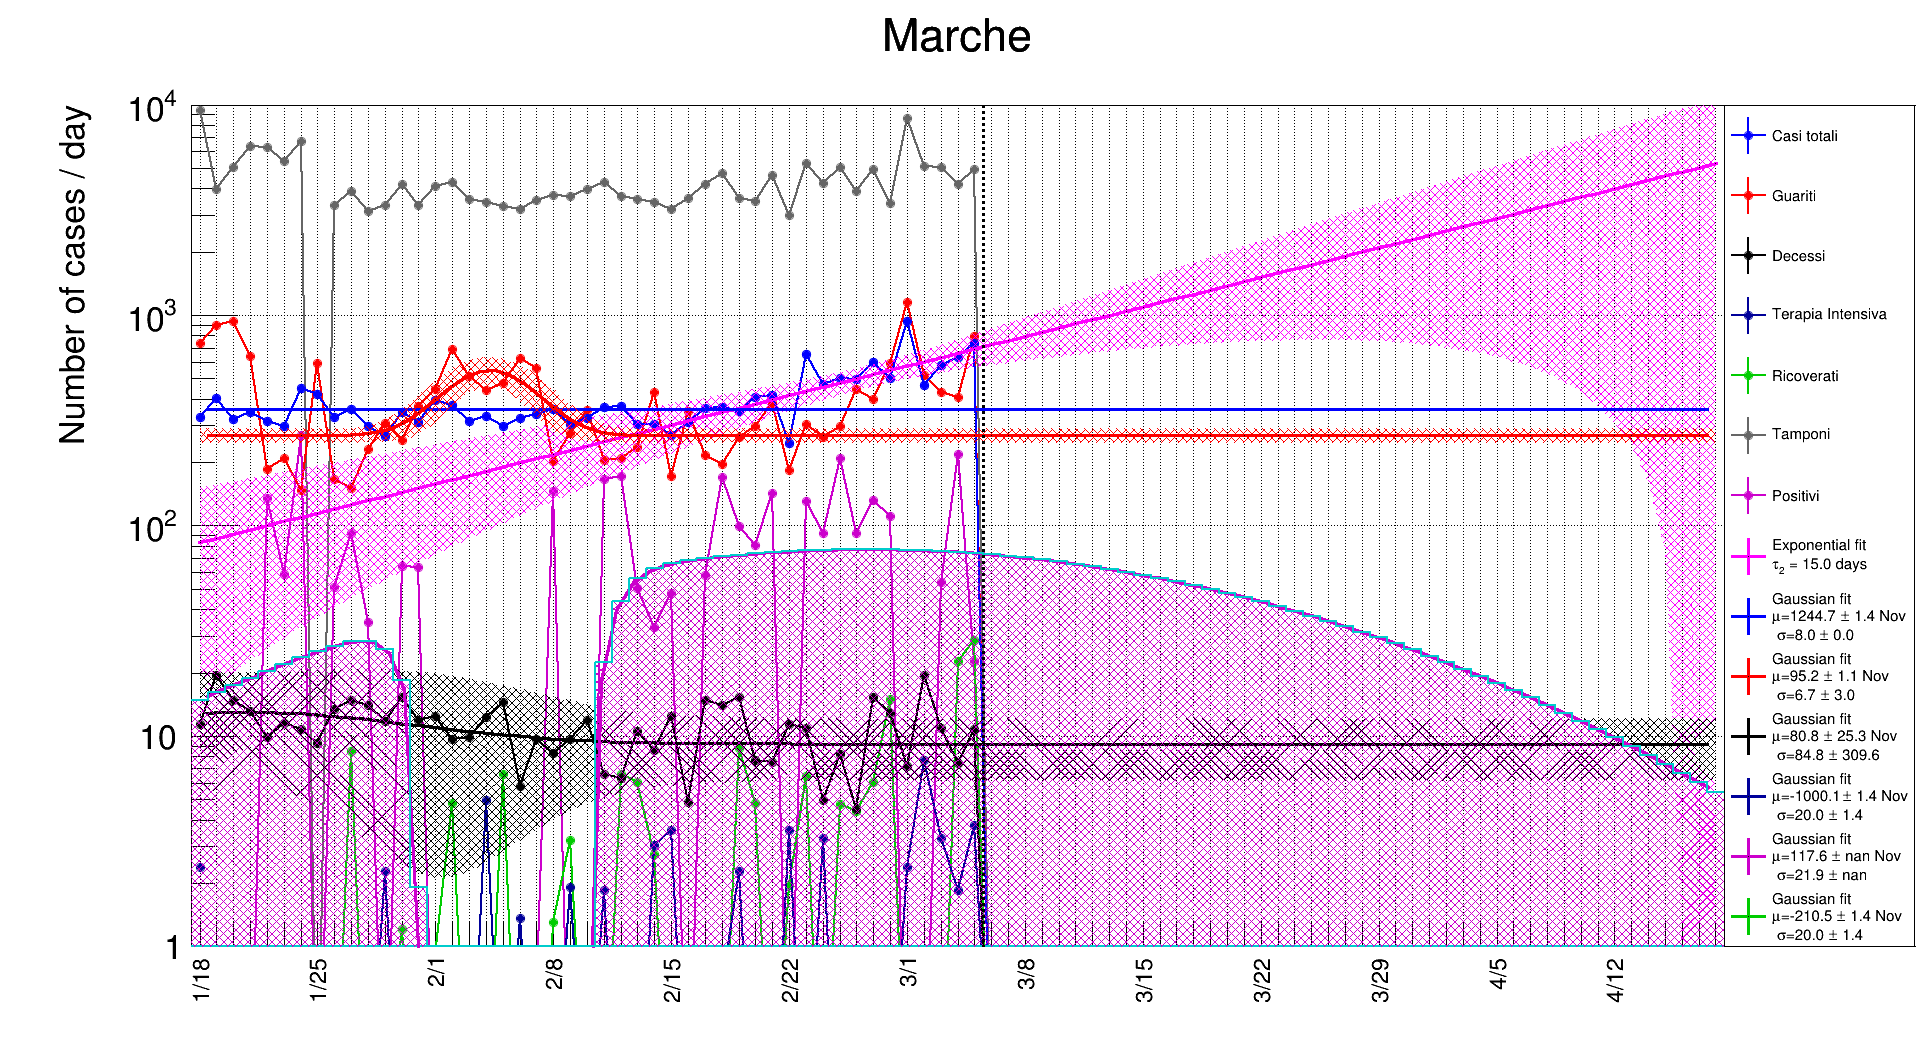 Marche
Number of cases / day
10^4
10^3
10^2
10
1
1/18
1/25
2/1
2/8
2/15
2/22
3/1
3/8
3/15
3/22
3/29
4/5
4/12
Casi totali
Guariti
Decessi
Terapia Intensiva
Ricoverati
Tamponi
Positivi
Exponential fit
τ₂ = 15.0 days
Gaussian fit
μ=1244.7 ± 1.4 Nov
σ=8.0 ± 0.0
Gaussian fit
μ=95.2 ± 1.1 Nov
σ=6.7 ± 3.0
Gaussian fit
μ=80.8 ± 25.3 Nov
σ=84.8 ± 309.6
Gaussian fit
μ=-1000.1 ± 1.4 Nov
σ=20.0 ± 1.4
Gaussian fit
μ=117.6 ± nan Nov
σ=21.9 ± nan
Gaussian fit
μ=-210.5 ± 1.4 Nov
σ=20.0 ± 1.4